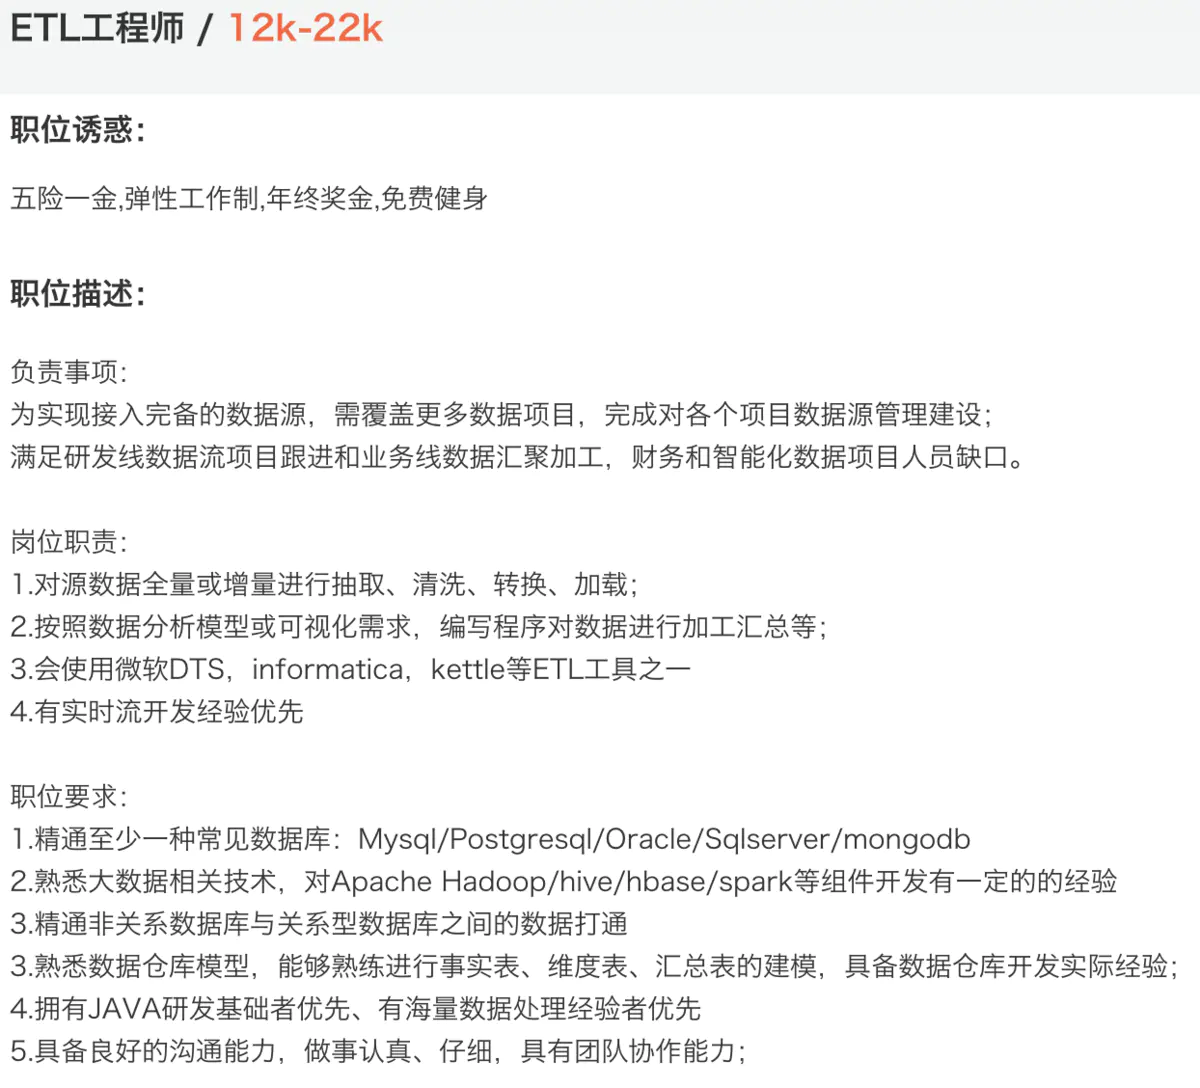 ETL工程师 / 12k-22k
职位诱惑：
五险一金,弹性工作制,年终奖金,免费健身
职位描述：
负责事项：
为实现接入完备的数据源，需覆盖更多数据项目，完成对各个项目数据源管理建设；
满足研发线数据流项目跟进和业务线数据汇聚加工，财务和智能化数据项目人员缺口。
岗位职责：
1.对源数据全量或增量进行抽取、清洗、转换、加载；
2.按照数据分析模型或可视化需求，编写程序对数据进行加工汇总等；
3.会使用微软DTS，informatica，kettle等ETL工具之一
4.有实时流开发经验优先
职位要求：
1.精通至少一种常见数据库：Mysql/Postgresql/Oracle/Sqlserver/mongodb
2.熟悉大数据相关技术，对Apache Hadoop/hive/hbase/spark等组件开发有一定的的经验
3.精通非关系数据库与关系型数据库之间的数据打通
3.熟悉数据仓库模型，能够熟练进行事实表、维度表、汇总表的建模，具备数据仓库开发实际经验；
4.拥有JAVA研发基础者优先、有海量数据处理经验者优先
5.具备良好的沟通能力，做事认真、仔细，具有团队协作能力；